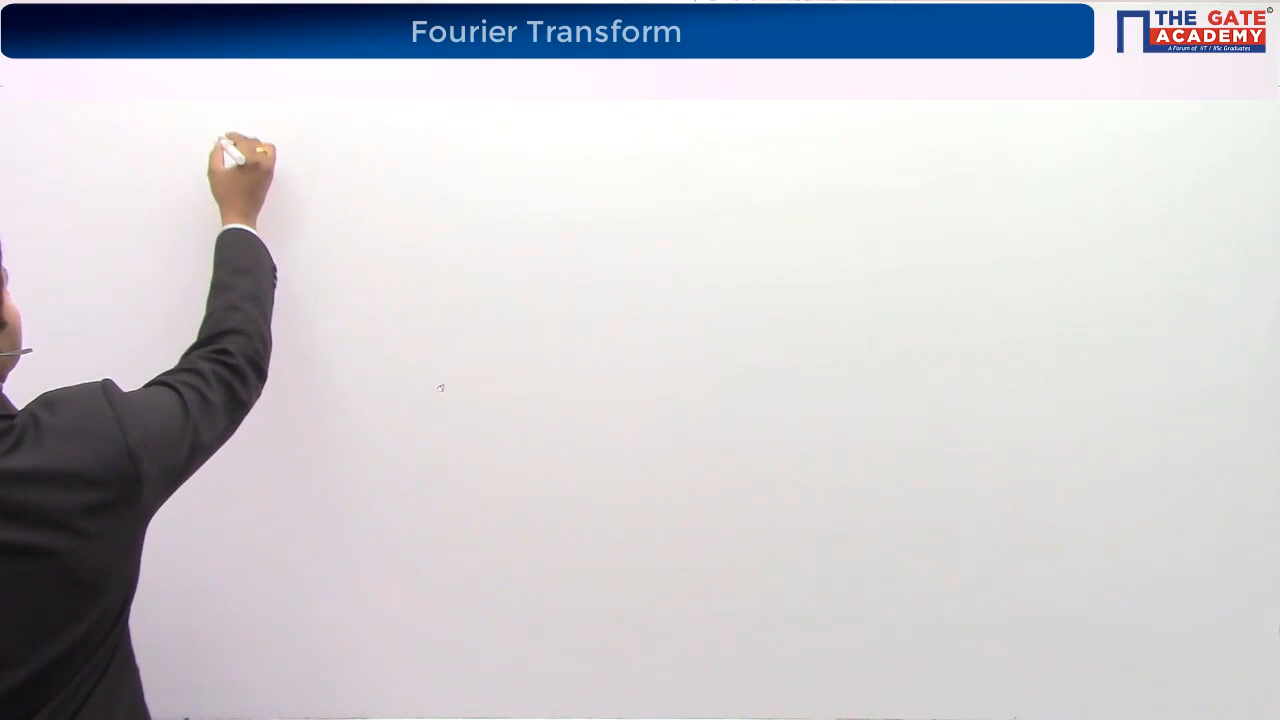 Fourier Transform
THE GATE
ACADEMY
©
A Forum of IIT / IISc Graduates